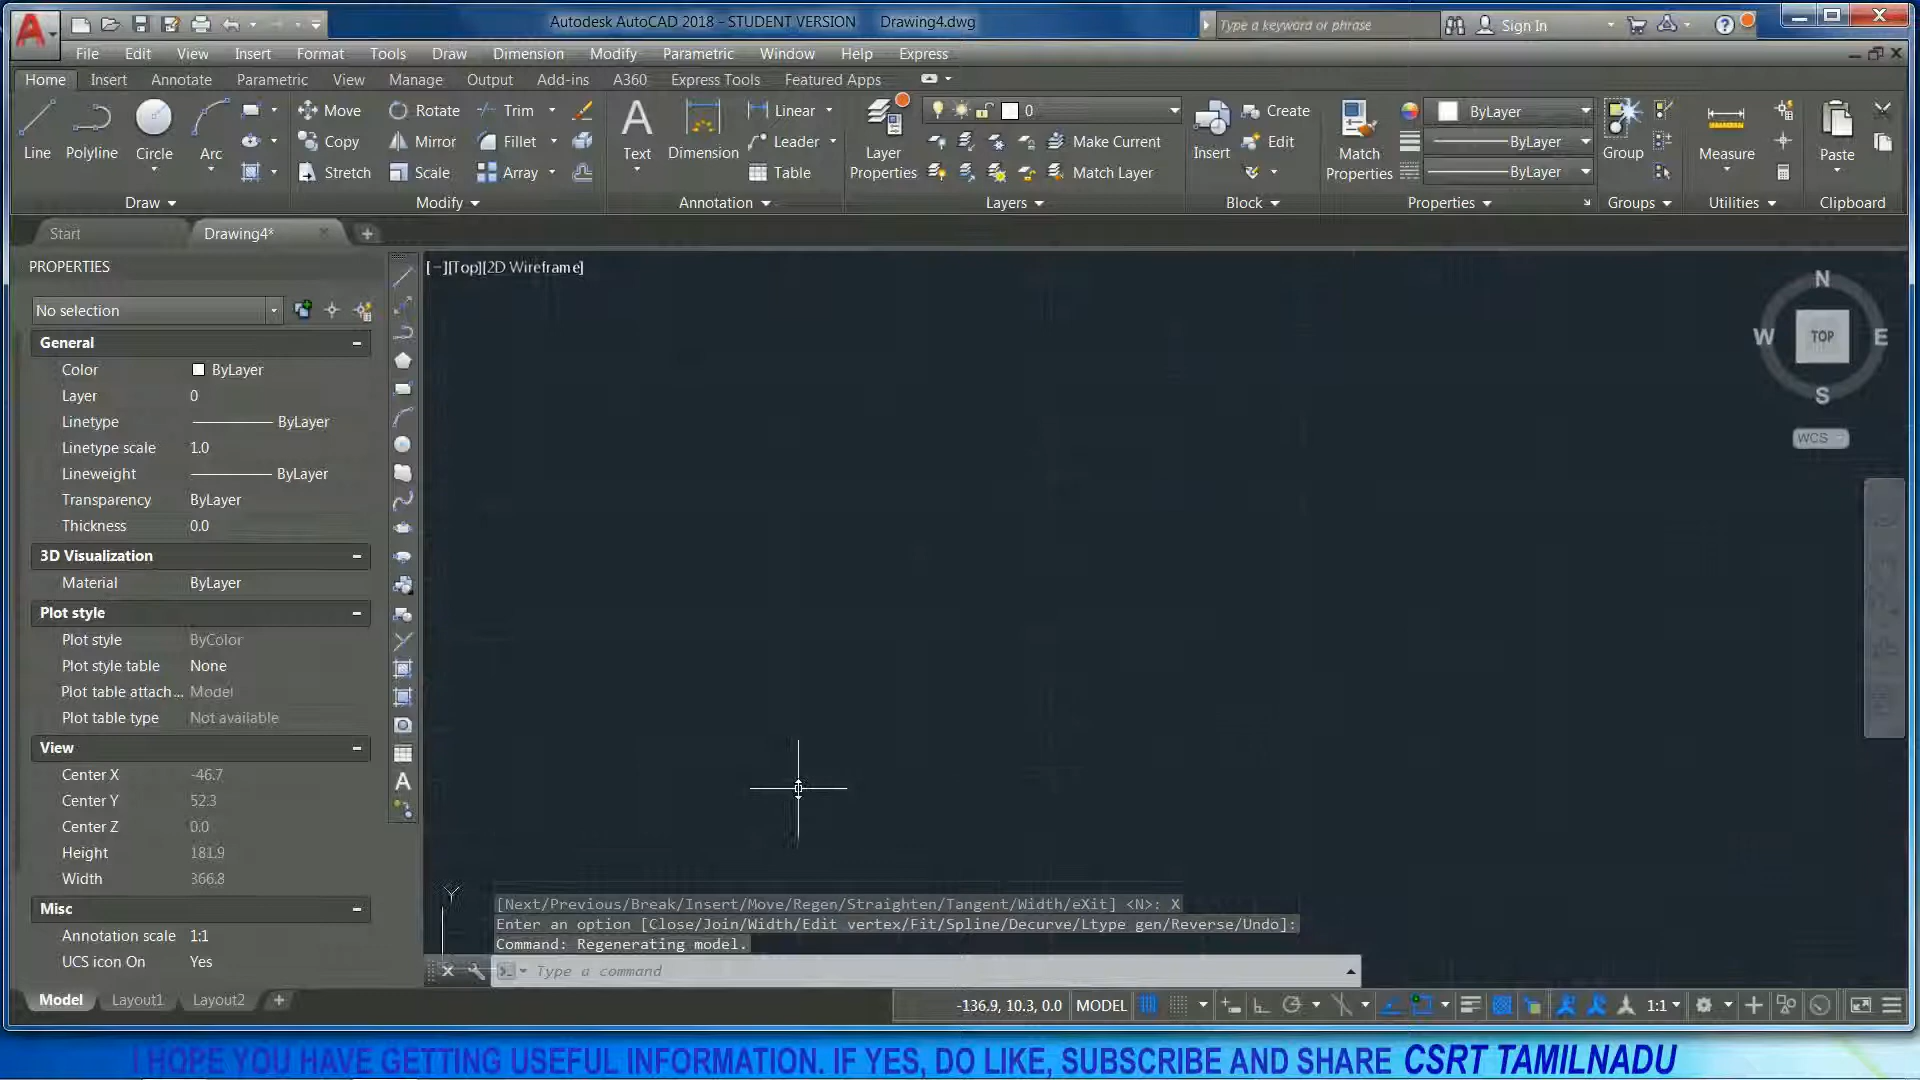 Autodesk AutoCAD 2018 - STUDENT VERSION Drawing4.dwg
Type a keyword or phrase
Sign In
File Edit View Insert Format Tools Draw Dimension Modify Parametric Window Help Express
Home Insert Annotate Parametric View Manage Output Add-ins A360 Express Tools Featured Apps
Move Rotate Trim Linear 0 Create ByLayer
Copy Mirror Fillet Leader Make Current Edit ByLayer
Line Polyline Circle Arc Text Dimension Layer Properties Insert Match Properties Group Measure Paste
Stretch Scale Array Table Match Layer ByLayer
Draw Modify Annotation Layers Block Properties Groups Utilities Clipboard
Start Drawing4*
PROPERTIES
No selection
General
Color ByLayer
Layer 0
Linetype ByLayer
Linetype scale 1.0
Lineweight ByLayer
Transparency ByLayer
Thickness 0.0
3D Visualization
Material ByLayer
Plot style
Plot style ByColor
Plot style table None
Plot table attach... Model
Plot table type Not available
View
Center X -46.7
Center Y 52.3
Center Z 0.0
Height 181.9
Width 366.8
Misc
Annotation scale 1:1
UCS icon On Yes
[−][Top][2D Wireframe]
N
W TOP E
S
WCS
Y
[Next/Previous/Break/Insert/Move/Regen/Straighten/Tangent/Width/eXit] <N>: X
Enter an option [Close/Join/Width/Edit vertex/Fit/Spline/Decurve/Ltype gen/Reverse/Undo]:
Command: Regenerating model.
Type a command
Model Layout1 Layout2
-136.9, 10.3, 0.0 MODEL 1:1
I HOPE YOU HAVE GETTING USEFUL INFORMATION. IF YES, DO LIKE, SUBSCRIBE AND SHARE CSRT TAMILNADU